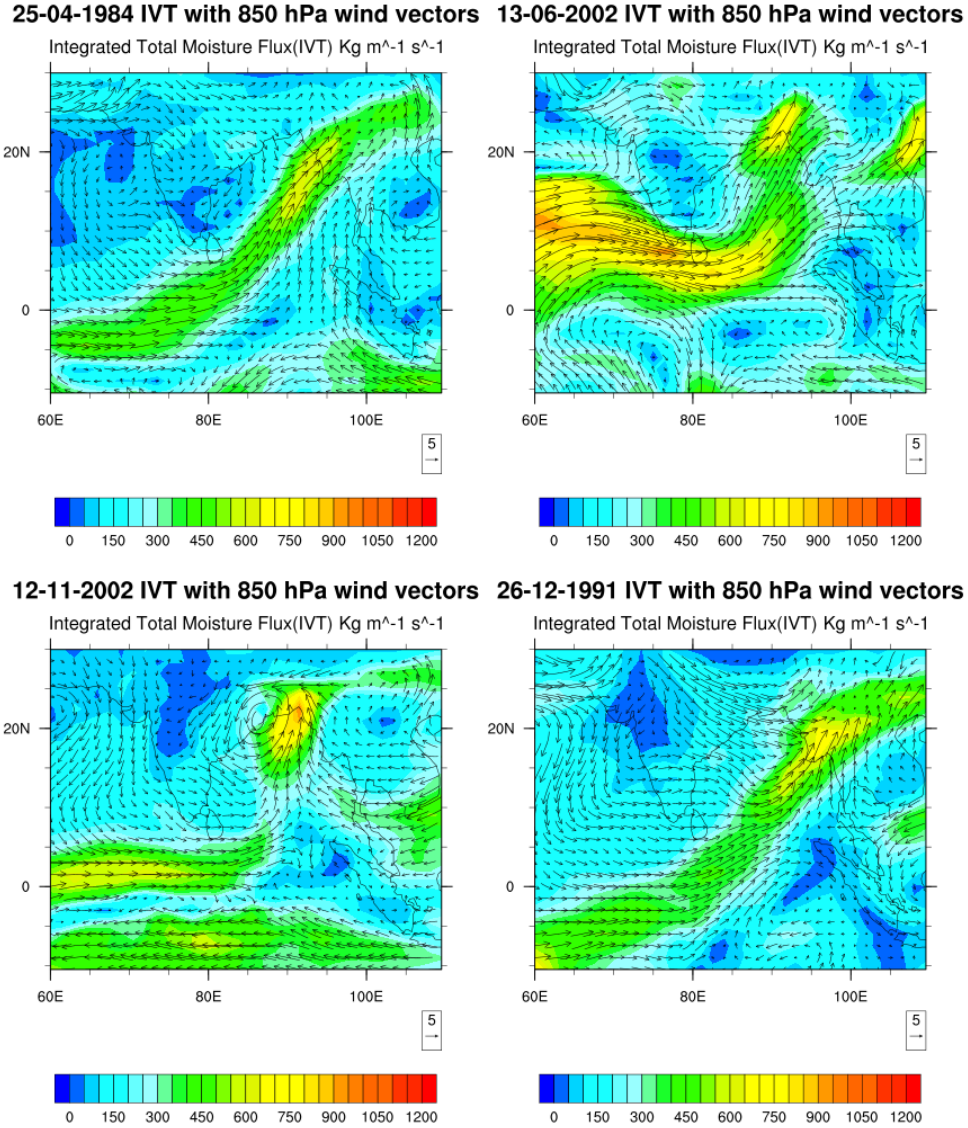 25-04-1984 IVT with 850 hPa wind vectors
Integrated Total Moisture Flux(IVT) Kg m^-1 s^-1
20N
0
60E 80E 100E
5
0 150 300 450 600 750 900 1050 1200
13-06-2002 IVT with 850 hPa wind vectors
Integrated Total Moisture Flux(IVT) Kg m^-1 s^-1
20N
0
60E 80E 100E
5
0 150 300 450 600 750 900 1050 1200
12-11-2002 IVT with 850 hPa wind vectors
Integrated Total Moisture Flux(IVT) Kg m^-1 s^-1
20N
0
60E 80E 100E
5
0 150 300 450 600 750 900 1050 1200
26-12-1991 IVT with 850 hPa wind vectors
Integrated Total Moisture Flux(IVT) Kg m^-1 s^-1
20N
0
60E 80E 100E
5
0 150 300 450 600 750 900 1050 1200